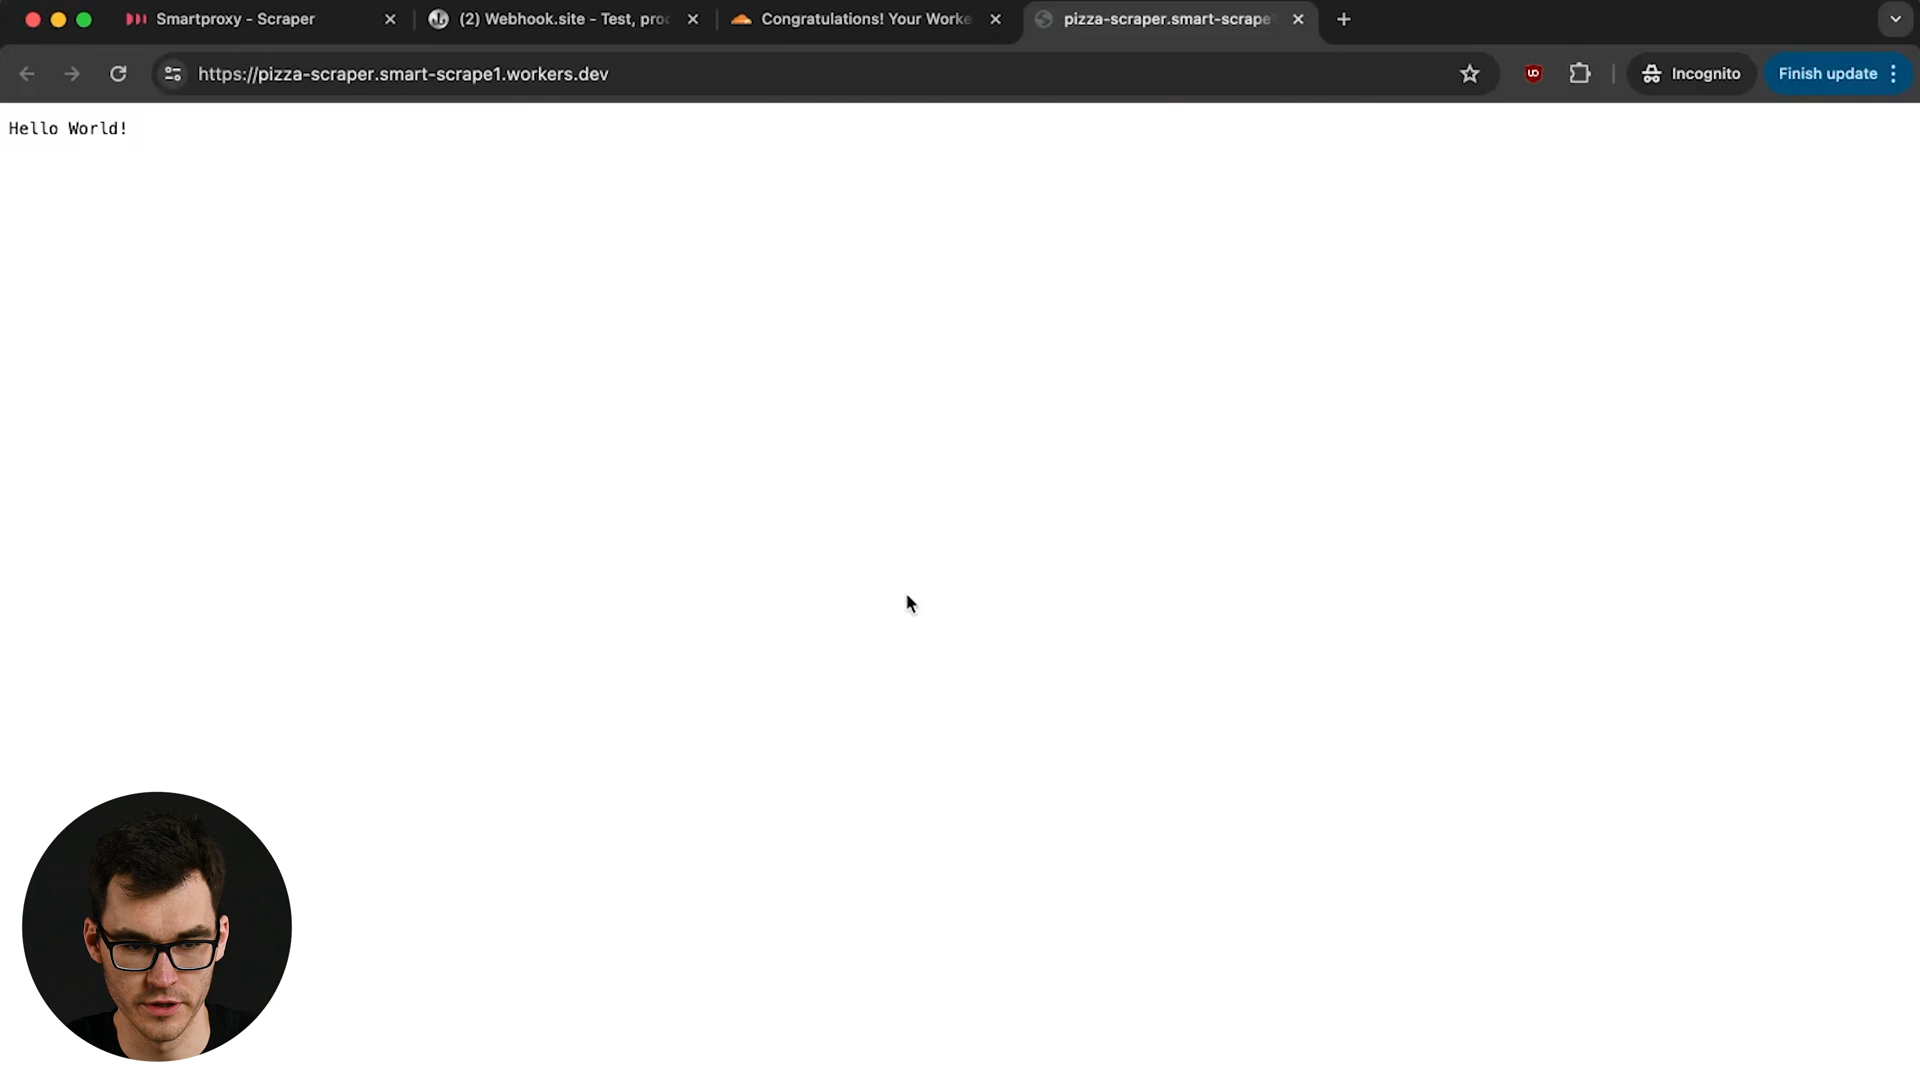 Smartproxy - Scraper
(2) Webhook.site - Test, proc
Congratulations! Your Worke
pizza-scraper.smart-scrape
https://pizza-scraper.smart-scrape1.workers.dev
Incognito
Finish update
Hello World!